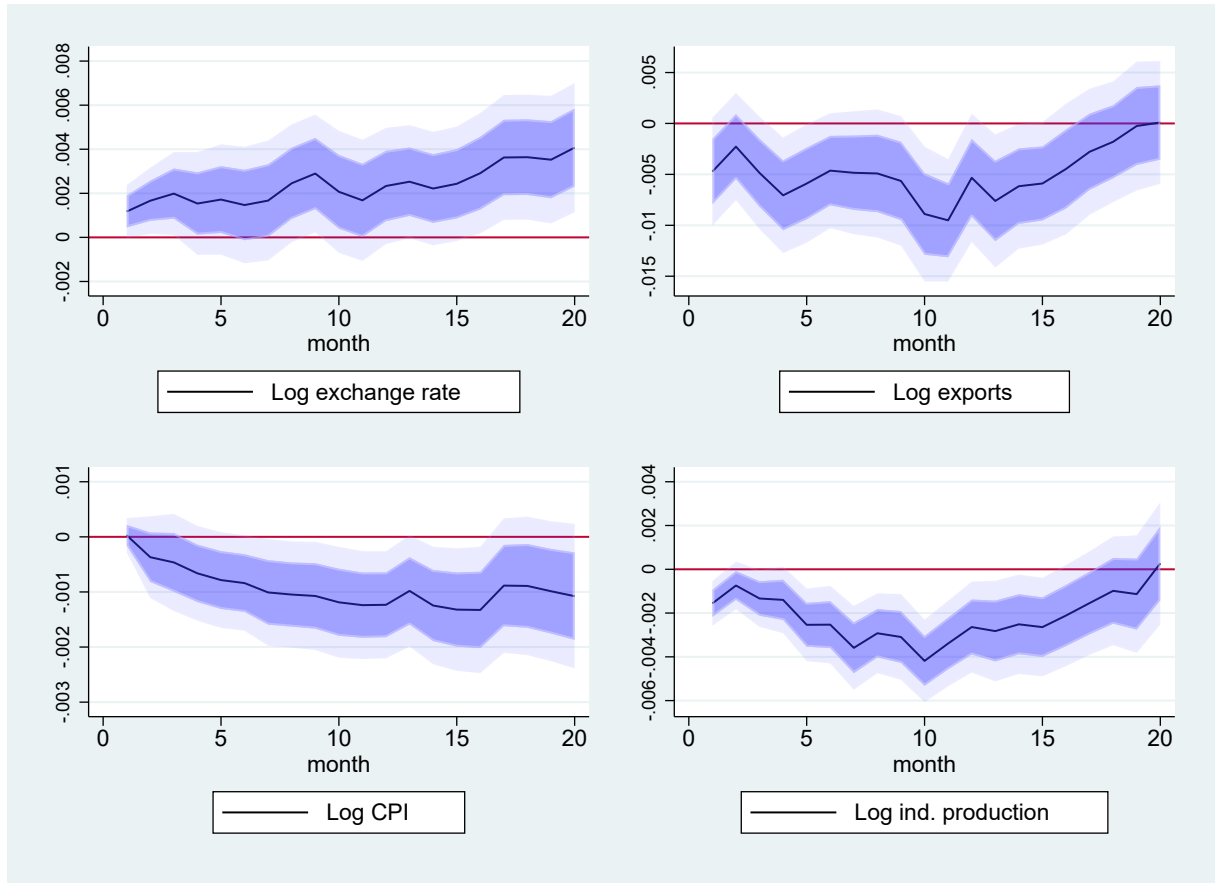 .008
.006
.004
.002
0
-.002
0 5 10 15 20
month
Log exchange rate
.005
0
-.005
-.01
-.015
0 5 10 15 20
month
Log exports
.001
0
-.001
-.002
-.003
0 5 10 15 20
month
Log CPI
.004
.002
0
-.002
-.004
-.006
0 5 10 15 20
month
Log ind. production